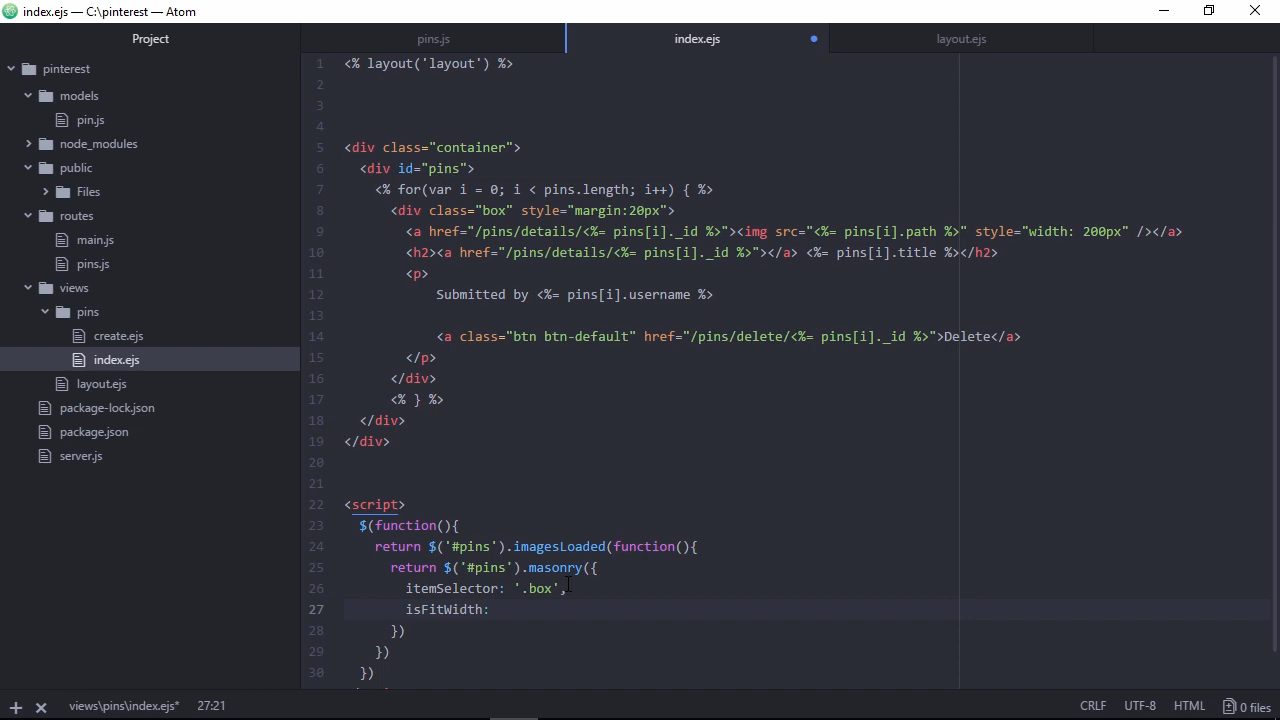 index.ejs — C:\pinterest — Atom
Project
pins.js
index.ejs
layout.ejs
pinterest
models
pin.js
node_modules
public
Files
routes
main.js
pins.js
views
pins
create.ejs
index.ejs
layout.ejs
package-lock.json
package.json
server.js
1 <% layout('layout') %>
2
3
4
5 <div class="container">
6 <div id="pins">
7 <% for(var i = 0; i < pins.length; i++) { %>
8 <div class="box" style="margin:20px">
9 <a href="/pins/details/<%= pins[i]._id %>"><img src="<%= pins[i].path %>" style="width: 200px" /></a>
10 <h2><a href="/pins/details/<%= pins[i]._id %>"></a> <%= pins[i].title %></h2>
11 <p>
12 Submitted by <%= pins[i].username %>
13
14 <a class="btn btn-default" href="/pins/delete/<%= pins[i]._id %>">Delete</a>
15 </p>
16 </div>
17 <% } %>
18 </div>
19 </div>
20
21
22 <script>
23 $(function(){
24 return $('#pins').imagesLoaded(function(){
25 return $('#pins').masonry({
26 itemSelector: '.box',
27 isFitWidth:
28 })
29 })
30 })
views\pins\index.ejs* 27:21
CRLF UTF-8 HTML 0 files